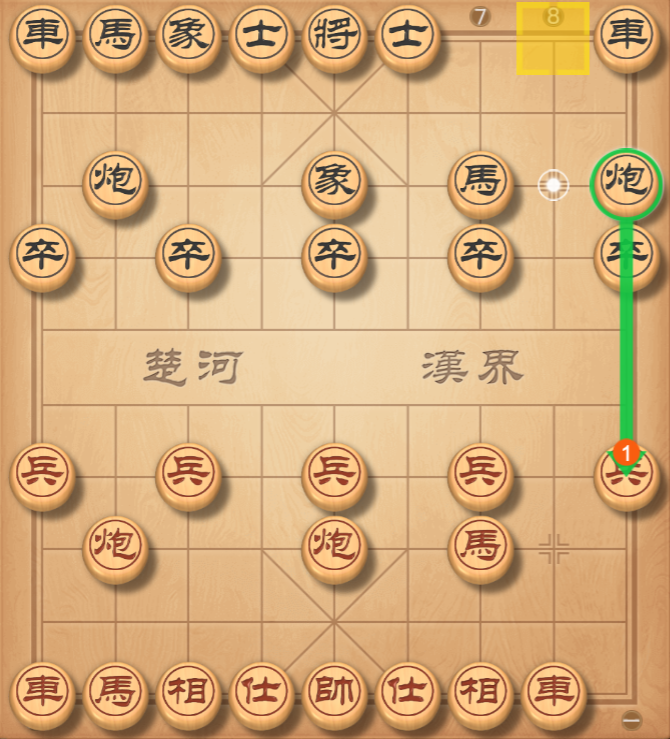 7 8
車 馬 象 士 將 士 車
炮 象 馬 炮
卒 卒 卒 卒 卒
楚河 漢界
1
兵 兵 兵 兵 兵
炮 炮 馬
車 馬 相 仕 帥 仕 相 車
一